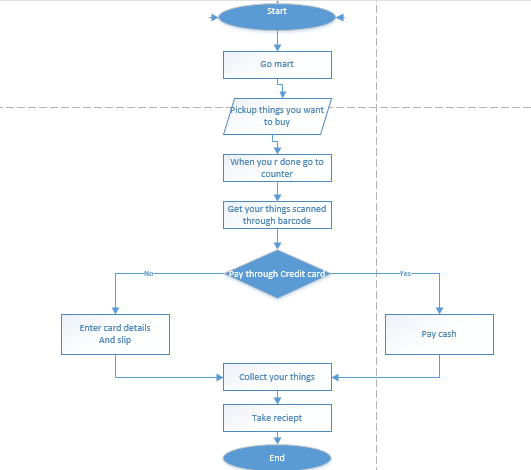 Start
Go mart
Pickup things you want
to buy
When you r done go to
counter
Get your things scanned
through barcode
Pay through Credit card
No
Yes
Enter card details
And slip
Pay cash
Collect your things
Take reciept
End